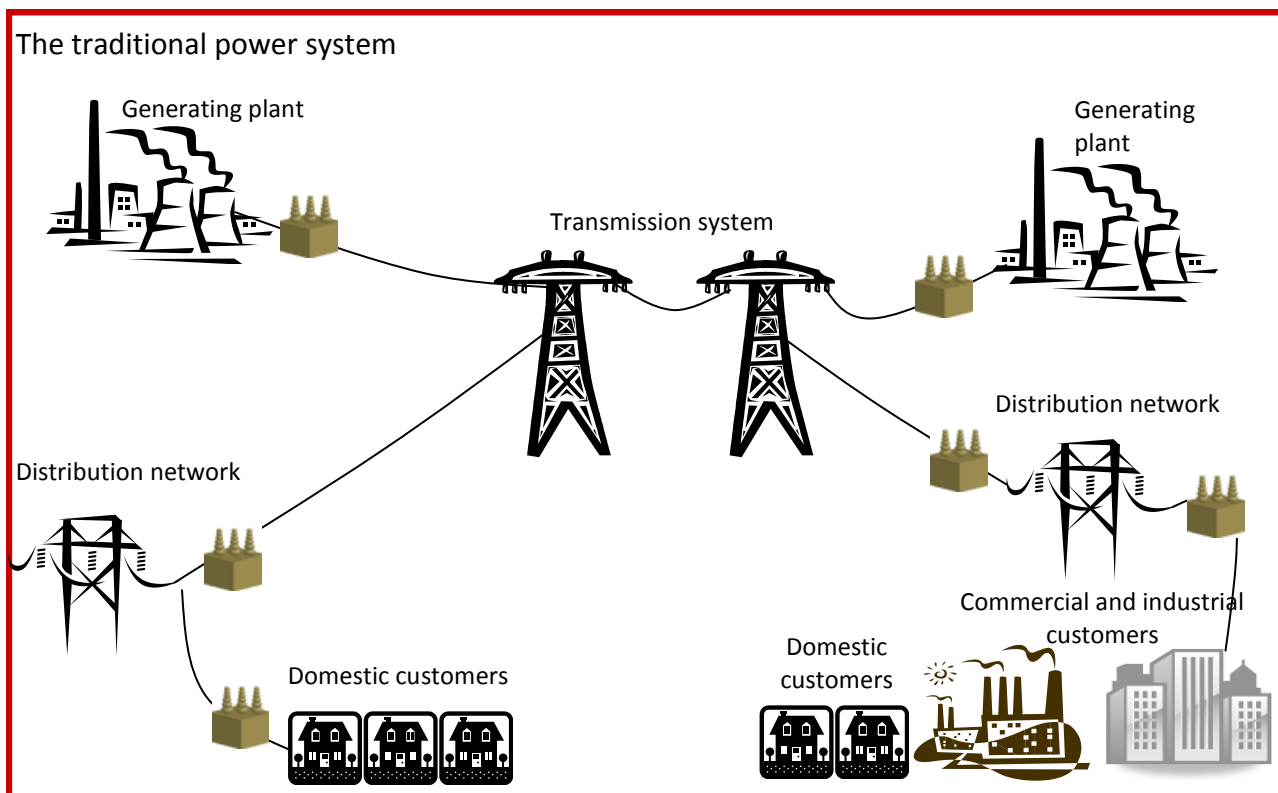 The traditional power system
Generating plant
Generating
plant
Transmission system
Distribution network
Distribution network
Commercial and industrial
customers
Domestic customers
Domestic
customers